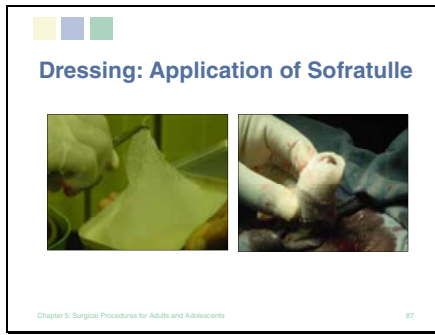 Dressing: Application of Sofratulle
Chapter 5: Surgical Procedures for Adults and Adolescents
87